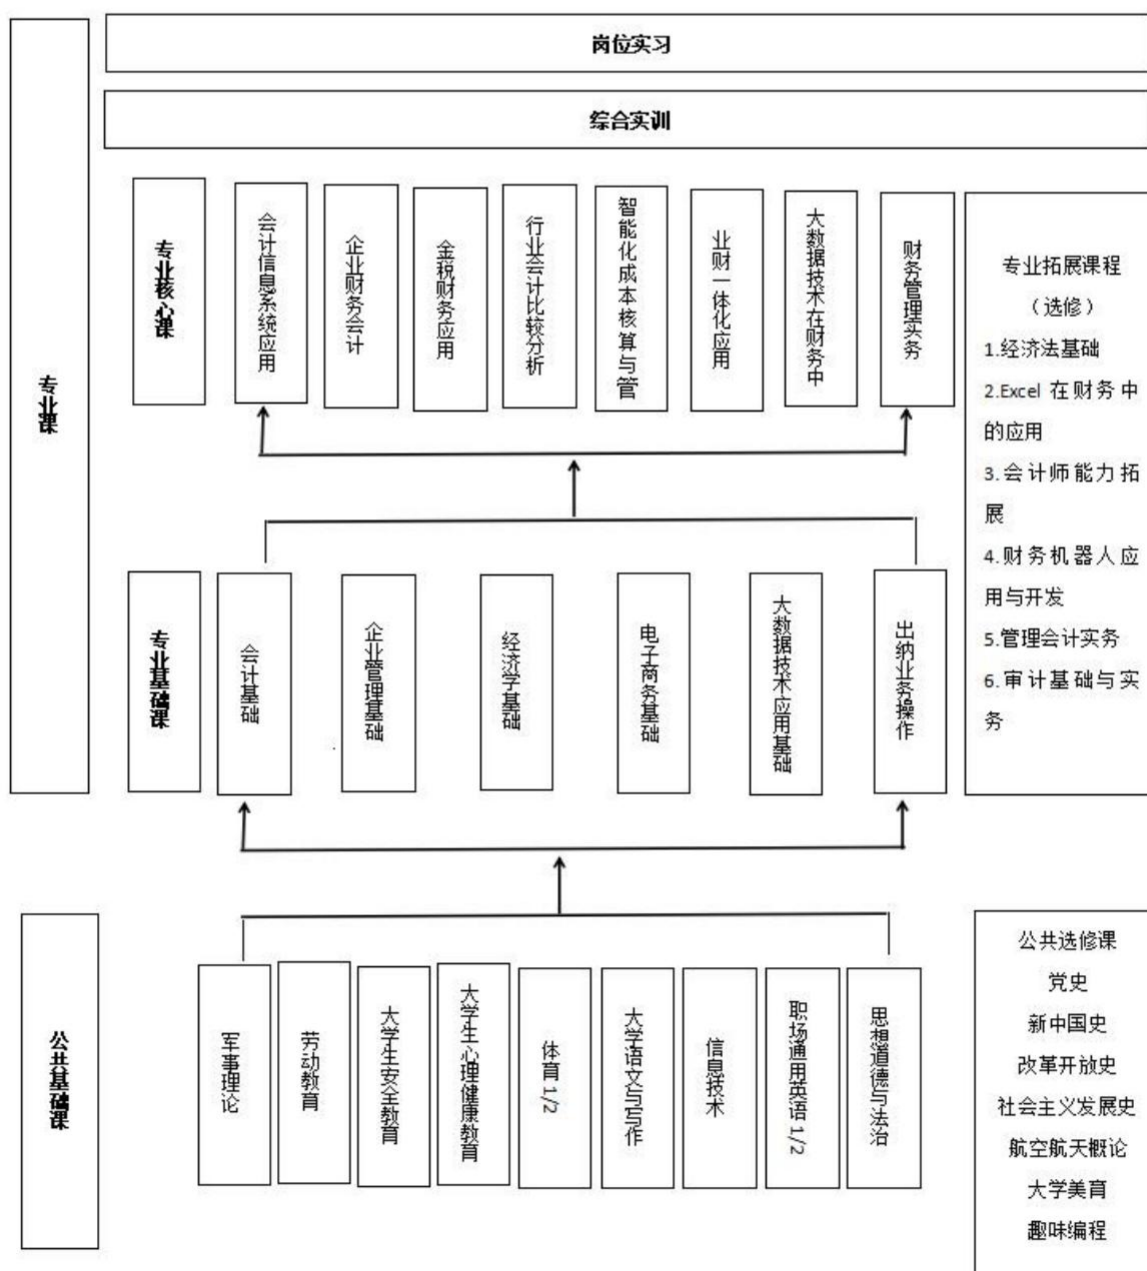 岗位实习
综合实训
专业课
专业核心课
会计信息系统应用
企业财务会计
金税财务应用
行业会计比较分析
智能化成本核算与管
业财一体化应用
大数据技术在财务中
财务管理实务
专业拓展课程
（选修）
1.经济法基础
2.Excel 在财务中
的应用
3.会计师能力拓
展
4.财务机器人应
用与开发
5.管理会计实务
6.审计基础与实
务
专业基础课
会计基础
企业管理基础
经济学基础
电子商务基础
大数据技术应用基础
出纳业务操作
公共基础课
军事理论
劳动教育
大学生安全教育
大学生心理健康教育
体育 1/2
大学语文与写作
信息技术
职场通用英语 1/2
思想道德与法治
公共选修课
党史
新中国史
改革开放史
社会主义发展史
航空航天概论
大学美育
趣味编程